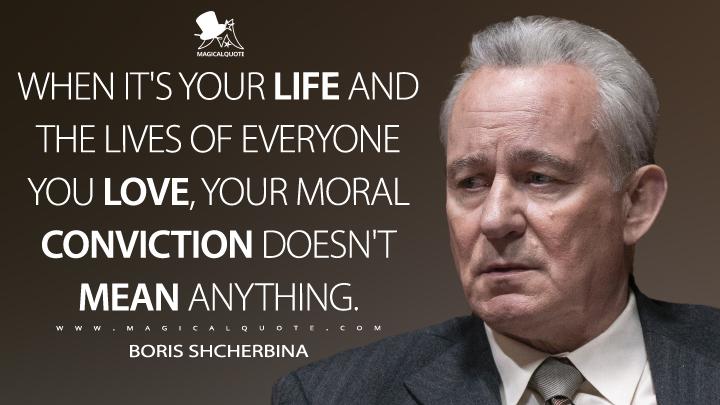 MAGICALQUOTE
WHEN IT'S YOUR LIFE AND
THE LIVES OF EVERYONE
YOU LOVE, YOUR MORAL
CONVICTION DOESN'T
MEAN ANYTHING.
WWW.MAGICALQUOTE.COM
BORIS SHCHERBINA